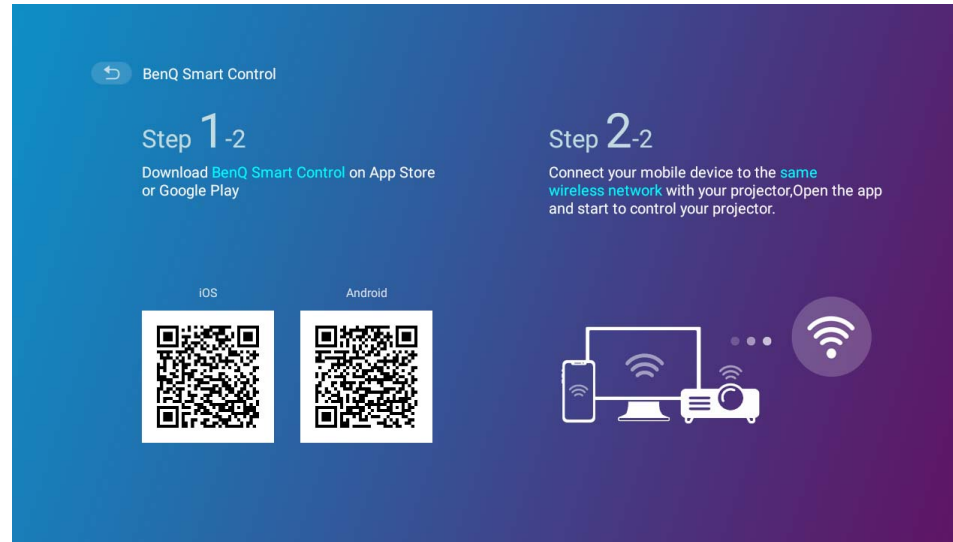 BenQ Smart Control
Step 1-2
Download BenQ Smart Control on App Store
or Google Play
iOS
Android
Step 2-2
Connect your mobile device to the same
wireless network with your projector,Open the app
and start to control your projector.